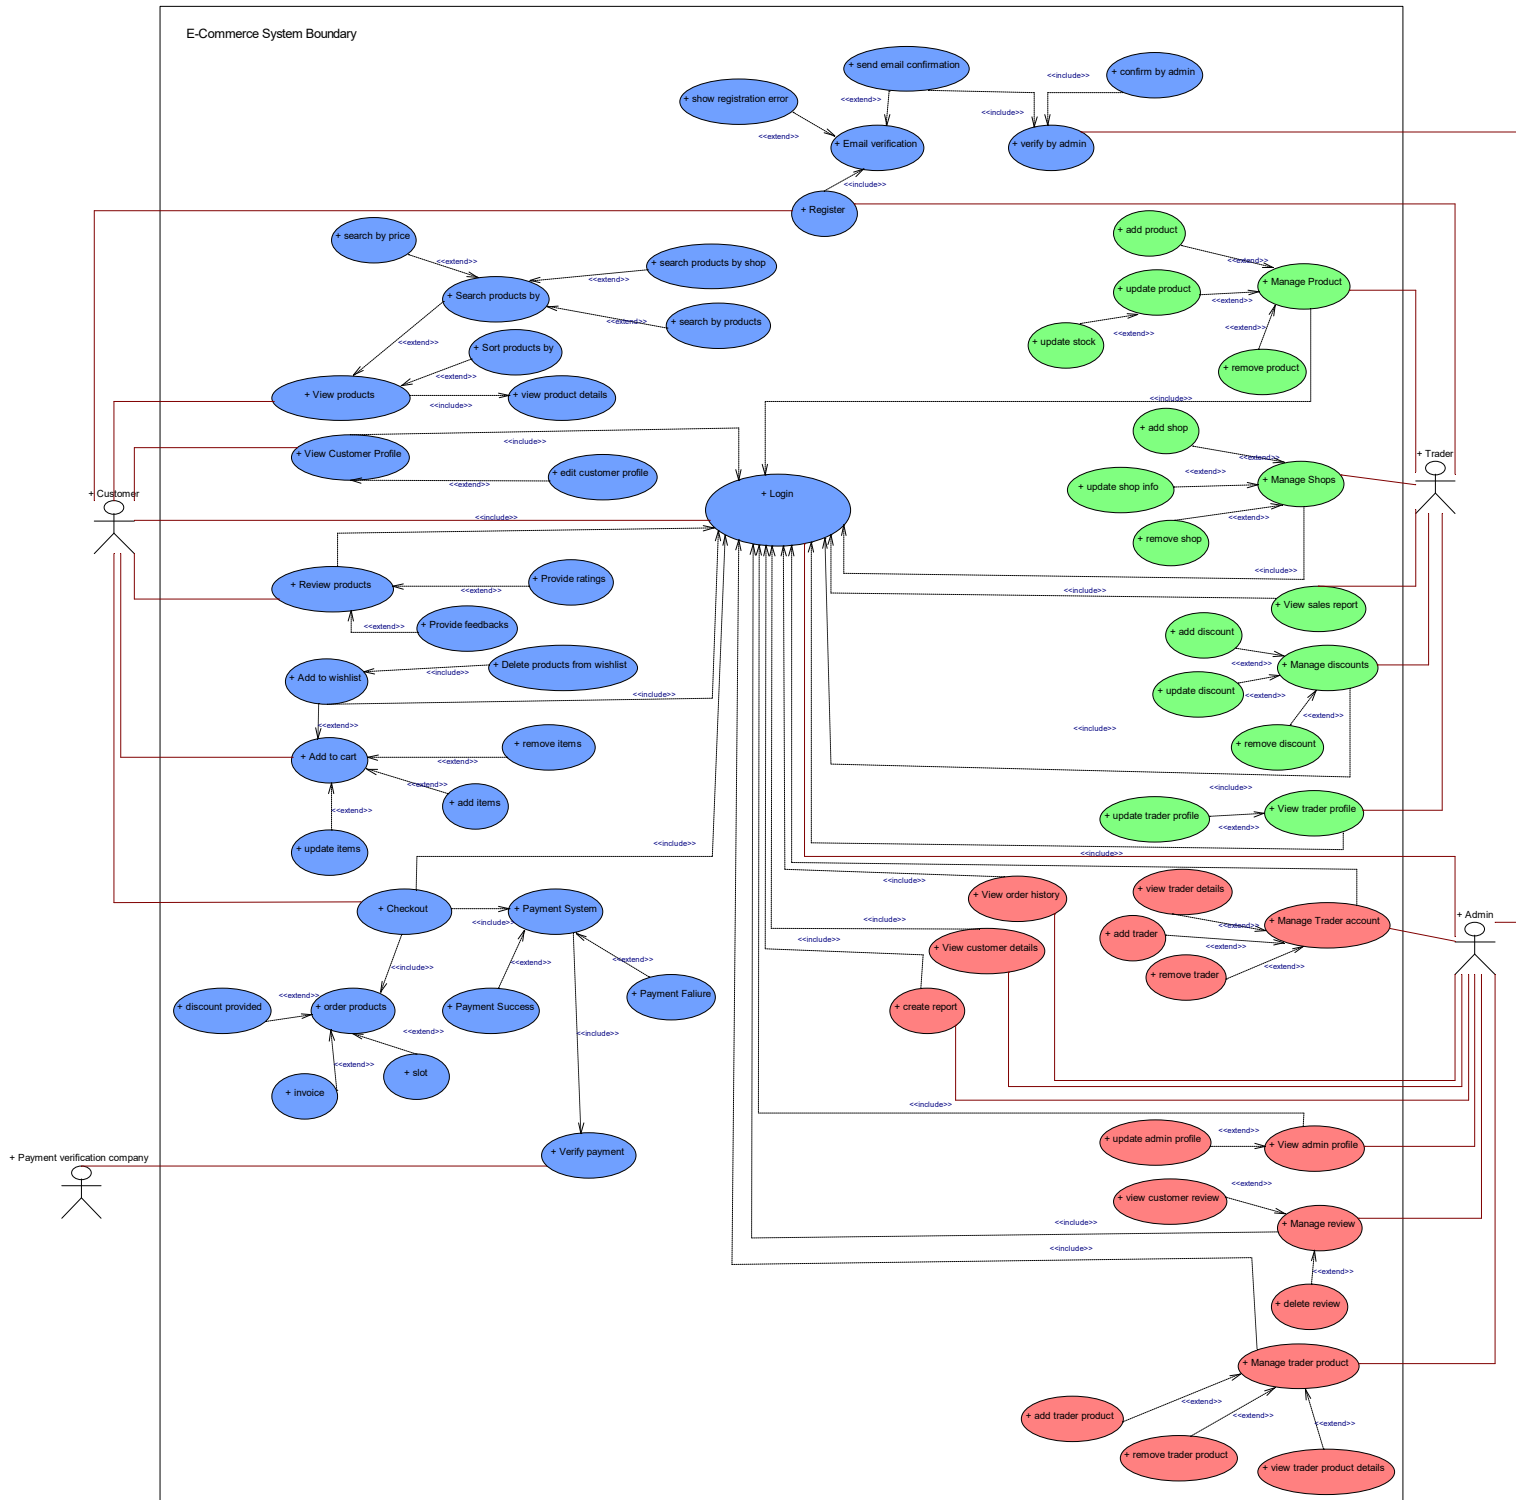 E-Commerce System Boundary
+ send email confirmation
<<include>>
+ confirm by admin
+ show registration error
<<extend>>
<<include>>
<<extend>>
+ Email verification
+ verify by admin
<<include>>
+ Register
+ search by price
<<extend>>
+ search products by shop
<<extend>>
+ Search products by
<<extend>>
+ search by products
<<extend>>
+ Sort products by
<<extend>>
+ View products
<<include>>
+ view product details
+ add product
<<extend>>
+ Manage Product
+ update product
<<extend>>
<<extend>>
+ update stock
<<extend>>
+ remove product
<<include>>
+ add shop
<<extend>>
+ Manage Shops
<<extend>>
+ update shop info
<<extend>>
+ remove shop
<<include>>
+ Trader
<<include>>
+ View Customer Profile
+ edit customer profile
<<extend>>
+ Customer
+ Login
<<include>>
+ Review products
+ Provide ratings
<<extend>>
<<extend>>
+ Provide feedbacks
+ Add to wishlist
+ Delete products from wishlist
<<include>>
<<include>>
<<extend>>
+ Add to cart
+ remove items
<<extend>>
<<extend>>
+ add items
<<extend>>
+ update items
<<include>>
+ View sales report
<<include>>
+ add discount
<<extend>>
+ Manage discounts
+ update discount
<<extend>>
<<extend>>
+ remove discount
<<include>>
<<include>>
+ update trader profile
+ View trader profile
<<extend>>
<<include>>
+ Checkout
+ Payment System
<<include>>
<<include>>
<<extend>>
<<extend>>
+ Payment Success
+ Payment Faliure
<<include>>
+ discount provided
<<extend>>
+ order products
<<extend>>
<<extend>>
+ slot
+ invoice
+ Verify payment
+ Payment verification company
<<include>>
+ View order history
<<include>>
+ View customer details
<<include>>
+ create report
+ view trader details
<<extend>>
+ Manage Trader account
+ add trader
<<extend>>
+ remove trader
<<extend>>
+ Admin
<<include>>
+ update admin profile
<<extend>>
+ View admin profile
<<extend>>
+ view customer review
<<include>>
+ Manage review
<<include>>
<<extend>>
+ delete review
+ Manage trader product
+ add trader product
<<extend>>
<<extend>>
<<extend>>
+ remove trader product
+ view trader product details